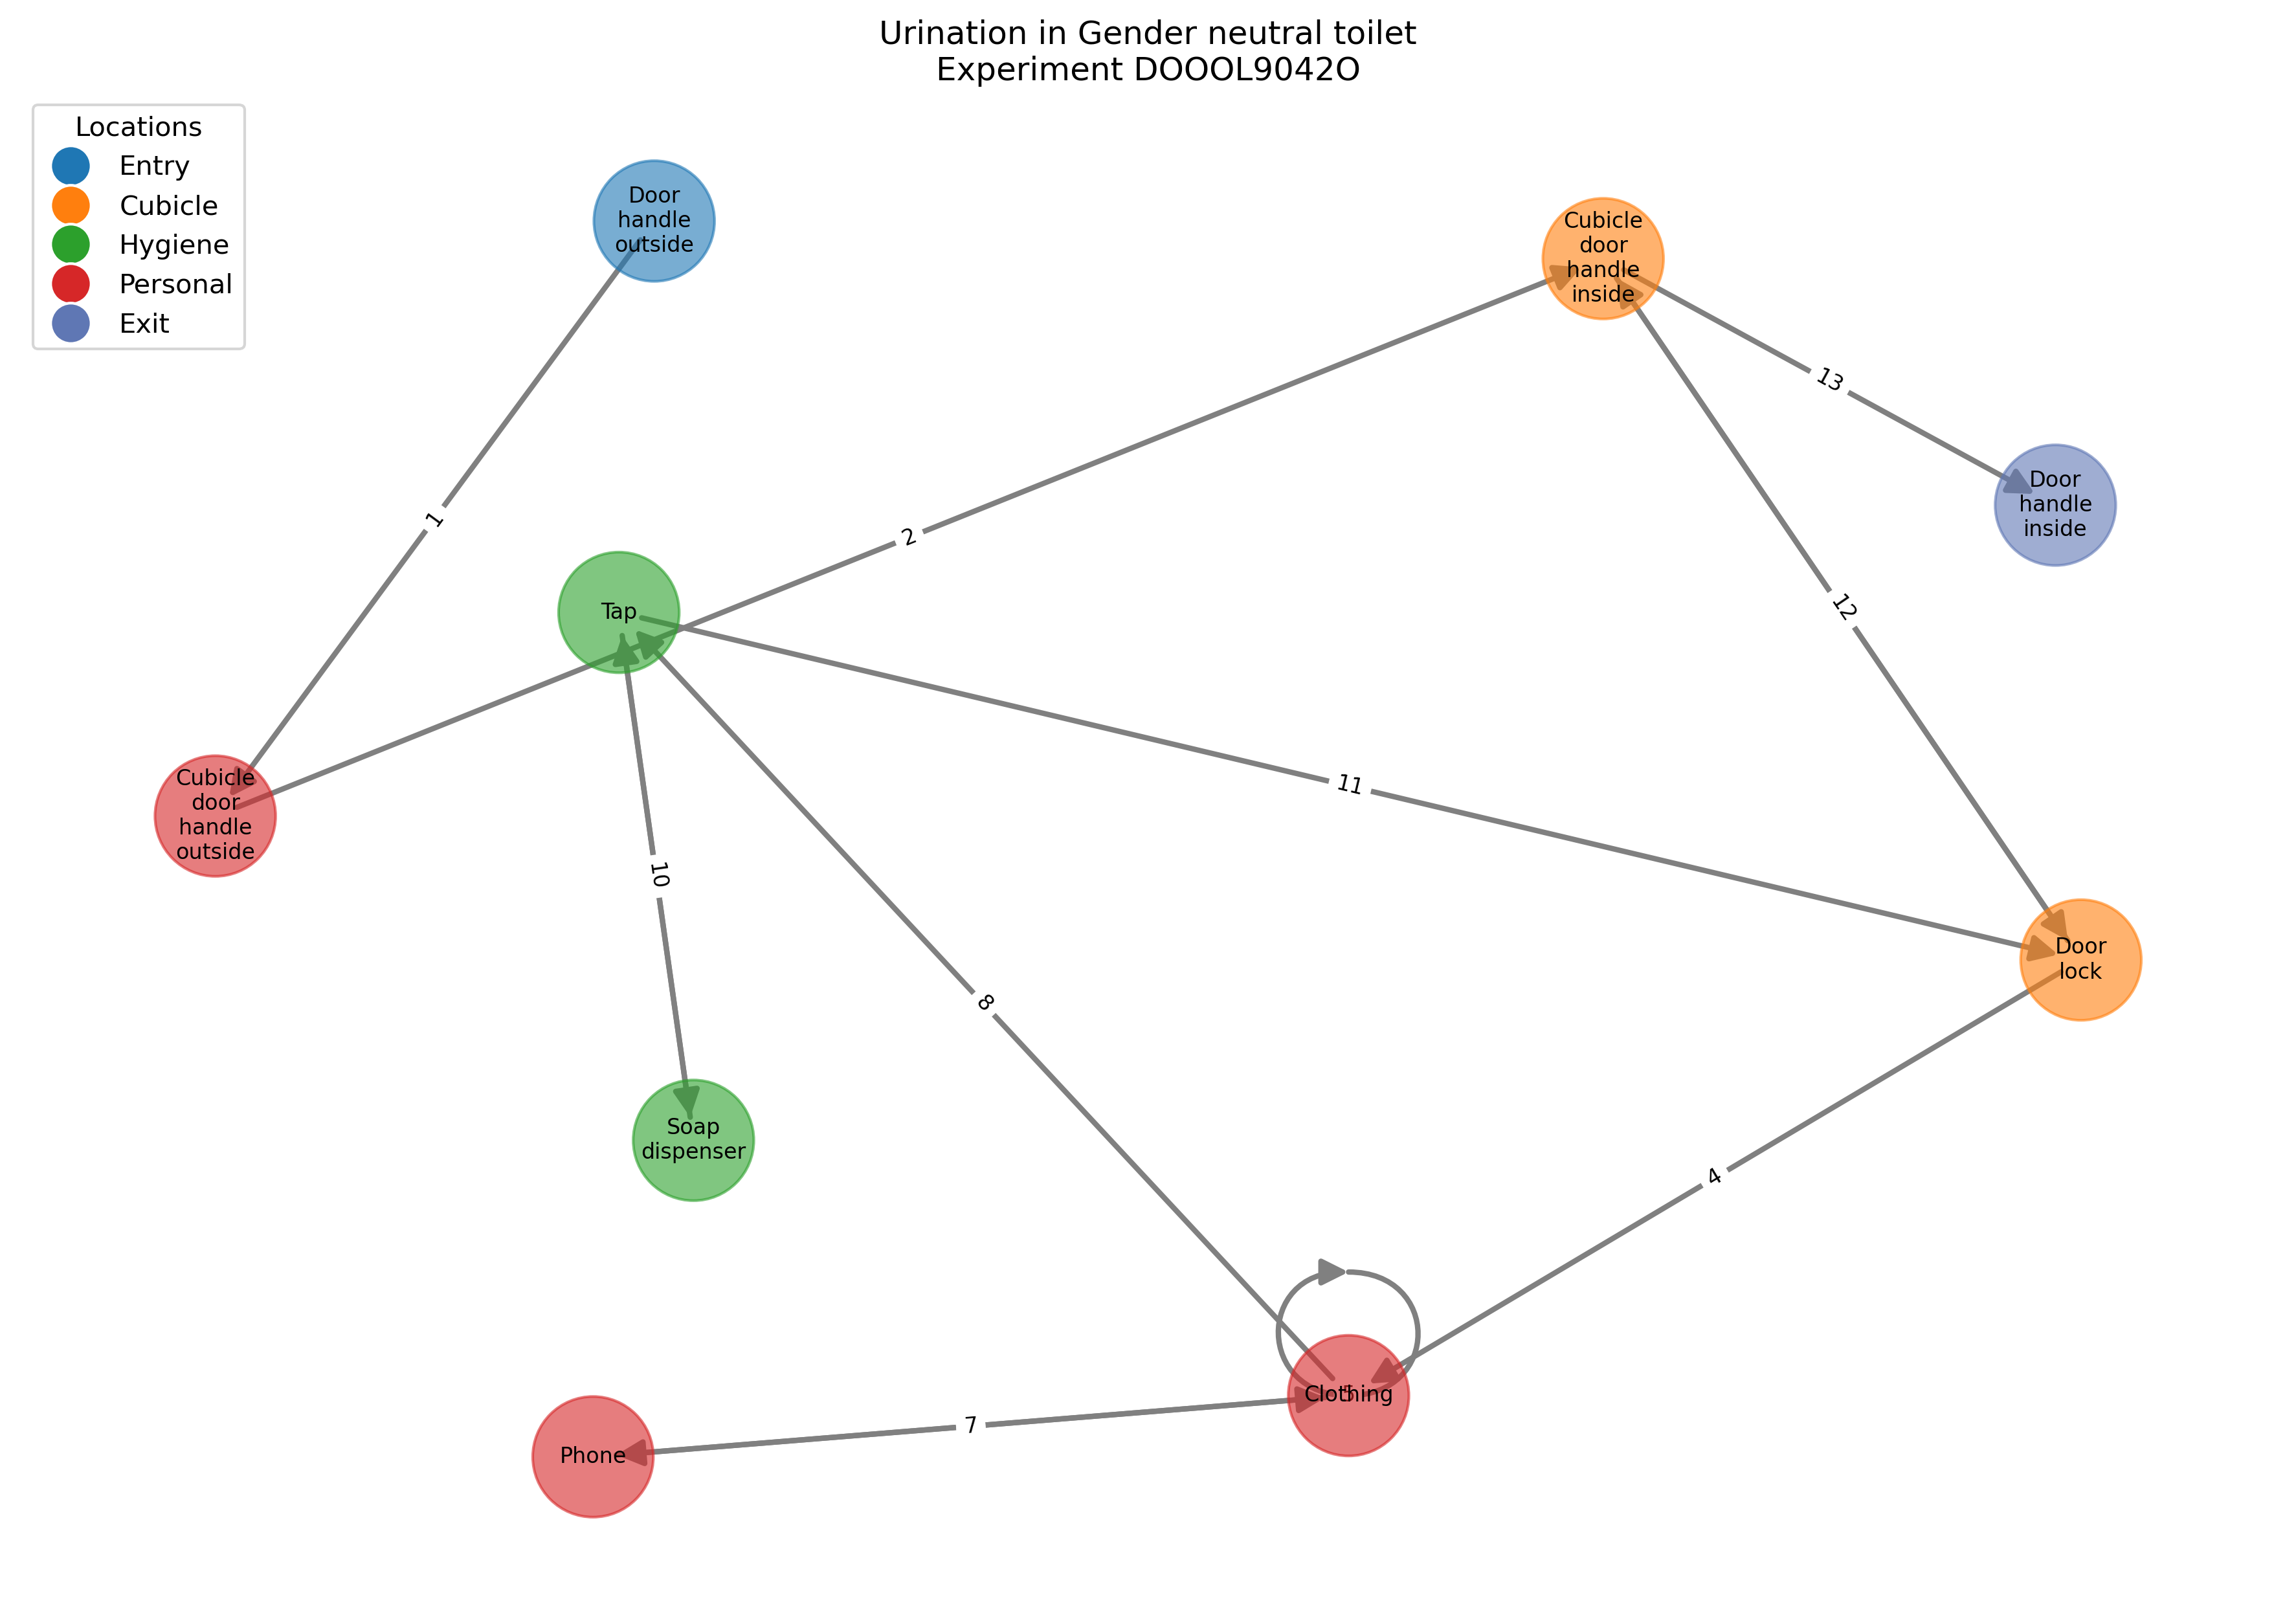 Urination in Gender neutral toilet
Experiment DOOOL9042O
Locations
Entry
Cubicle
Hygiene
Personal
Exit
Door
handle
outside
Cubicle
door
handle
inside
13
Door
handle
inside
1
2
12
Tap
11
Cubicle
door
handle
outside
10
8
Door
lock
Soap
dispenser
4
5
Clothing
7
Phone